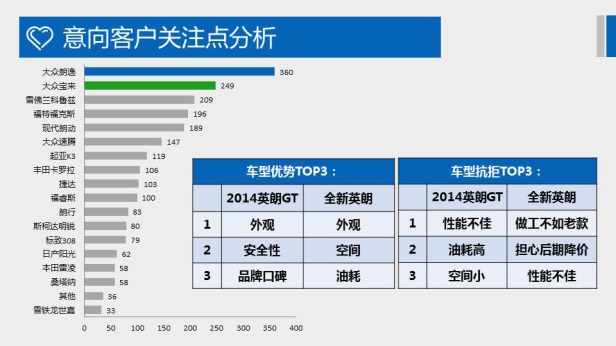 意向客户关注点分析
大众朗逸 360
大众宝来 249
雪佛兰科鲁兹 209
福特福克斯 196
现代朗动 189
大众速腾 147
起亚K3 119
丰田卡罗拉 106
捷达 103
福睿斯 100
朗行 83
斯柯达明锐 80
标致308 79
日产阳光 62
本田雷凌 58
桑塔纳 58
其他 36
雪铁龙世嘉 33
0 50 100 150 200 250 300 350 400
车型优势TOP3：
2014英朗GT 全新英朗
1 外观 外观
2 安全性 空间
3 品牌口碑 油耗
车型抗拒TOP3：
2014英朗GT 全新英朗
1 性能不佳 做工不如老款
2 油耗高 担心后期降价
3 空间小 性能不佳